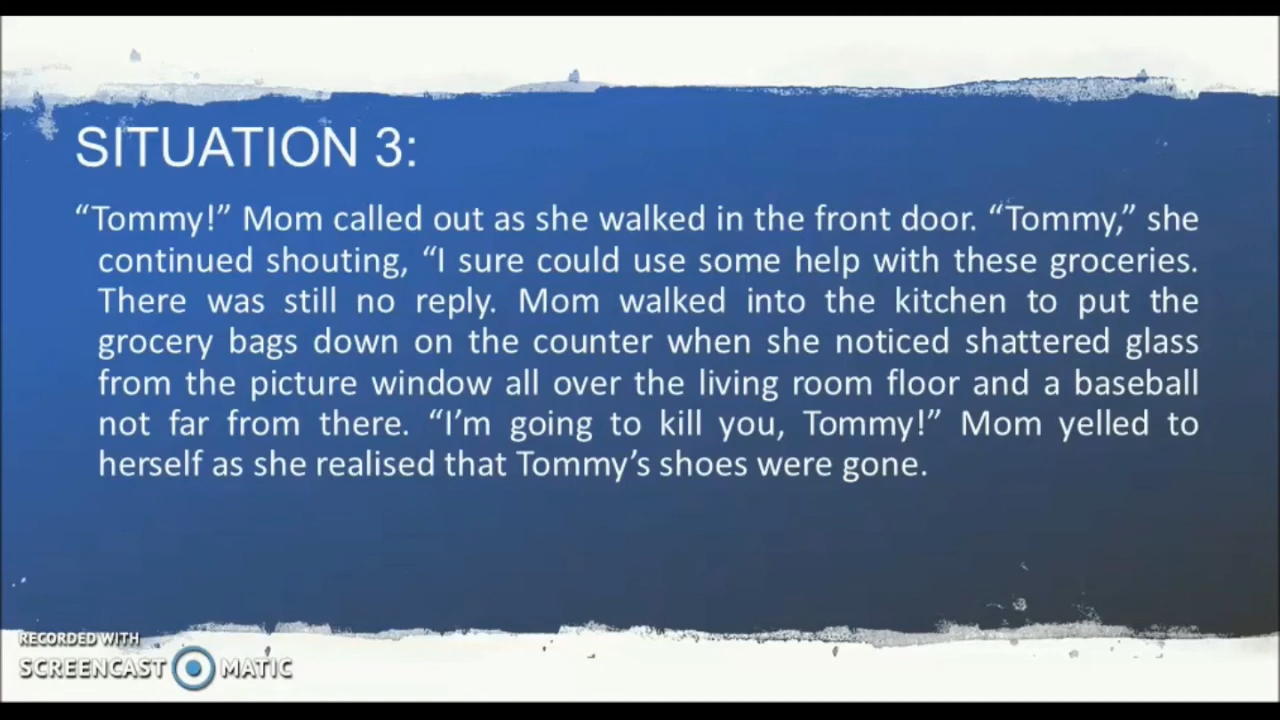 SITUATION 3:
“Tommy!” Mom called out as she walked in the front door. “Tommy,” she
continued shouting, “I sure could use some help with these groceries.
There was still no reply. Mom walked into the kitchen to put the
grocery bags down on the counter when she noticed shattered glass
from the picture window all over the living room floor and a baseball
not far from there. “I’m going to kill you, Tommy!” Mom yelled to
herself as she realised that Tommy’s shoes were gone.
RECORDED WITH
SCREENCAST MATIC